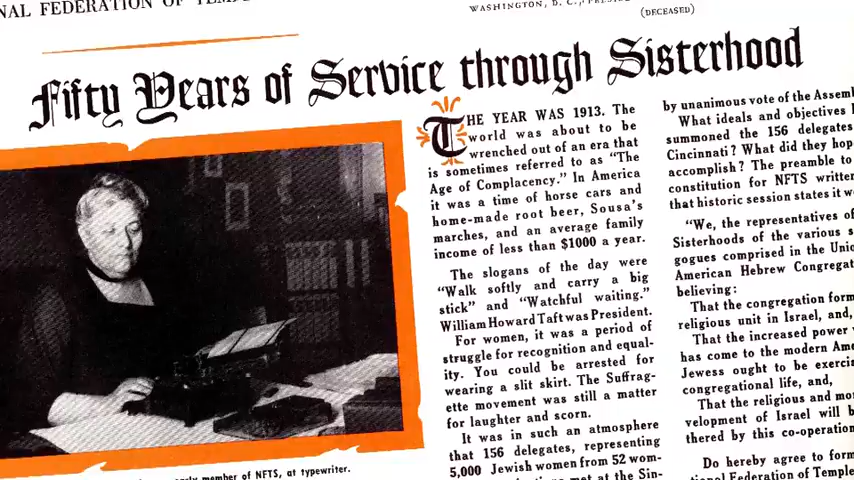 NAL FEDERATION OF
WASHINGTON, D. C.,
(DECEASED)
Fifty Years of Service through Sisterhood
THE YEAR WAS 1913. The
world was about to be
wrenched out of an era that
is sometimes referred to as “The
Age of Complacency.” In America
it was a time of horse cars and
home-made root beer, Sousa’s
marches, and an average family
income of less than $1000 a year.
The slogans of the day were
“Walk softly and carry a big
stick” and “Watchful waiting.”
William Howard Taft was President.
For women, it was a period of
struggle for recognition and equal-
ity. You could be arrested for
wearing a slit skirt. The Suffrag-
ette movement was still a matter
for laughter and scorn.
It was in such an atmosphere
that 156 delegates, representing
5,000 Jewish women from 52 wom-
met at the Sin-
by unanimous vote of the Assemb
What ideals and objectives
summoned the 156 delegates
Cincinnati? What did they hop
accomplish? The preamble to
constitution for NFTS written
that historic session states it
“We, the representatives of
Sisterhoods of the various s
gogues comprised in the Unio
American Hebrew Congregat
believing:
That the congregation form
religious unit in Israel, and,
That the increased power
has come to the modern Ame
Jewess ought to be exerci
congregational life, and,
That the religious and mo
velopment of Israel will b
thered by this co-operation
Do hereby agree to form
tional Federation of Temple
member of NFTS, at typewriter.